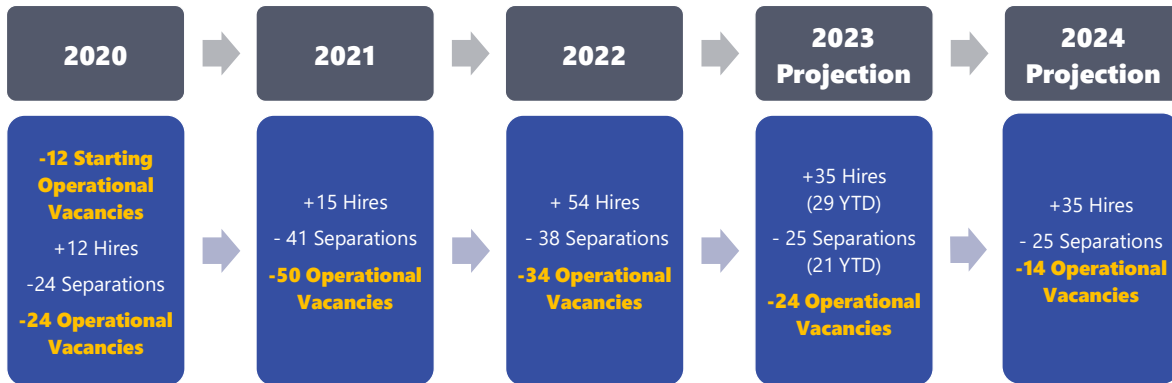 2020
2021
2022
2023
Projection
2024
Projection
-12 Starting
Operational
Vacancies
+12 Hires
-24 Separations
-24 Operational
Vacancies
+15 Hires
- 41 Separations
-50 Operational
Vacancies
+ 54 Hires
- 38 Separations
-34 Operational
Vacancies
+35 Hires
(29 YTD)
- 25 Separations
(21 YTD)
-24 Operational
Vacancies
+35 Hires
- 25 Separations
-14 Operational
Vacancies